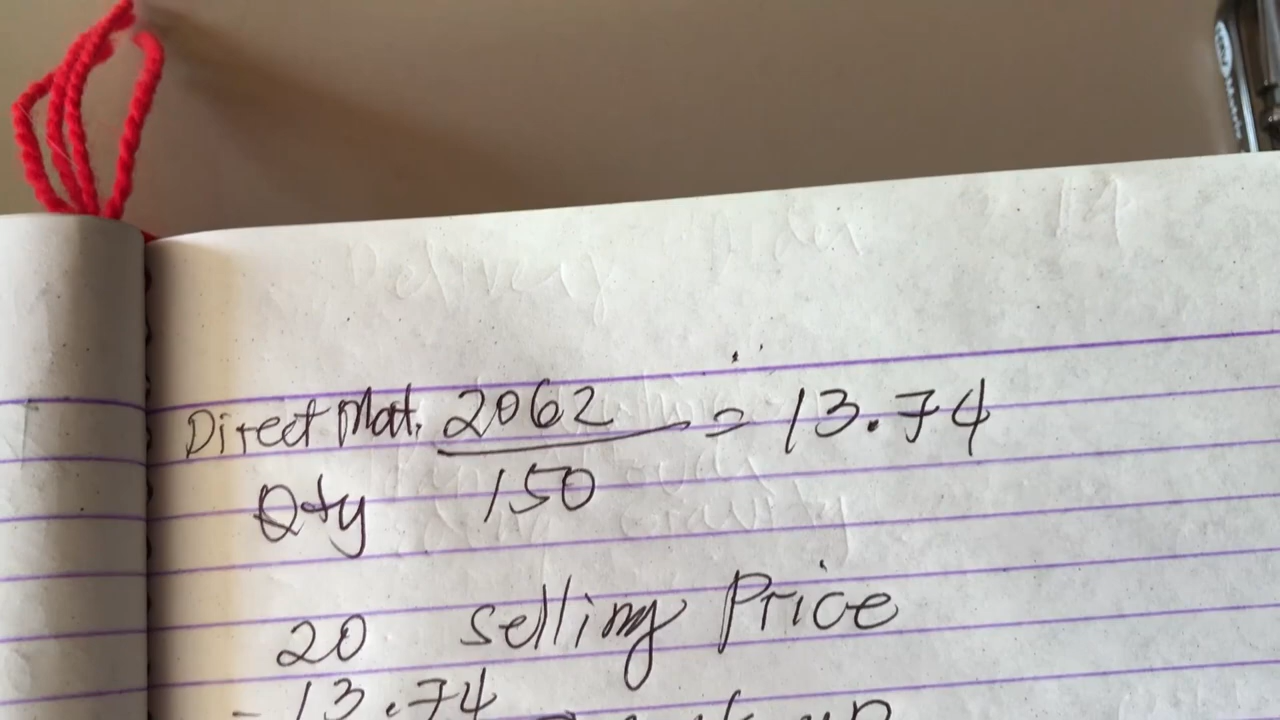 Direct Mat. 2062 = 13.74
Qty 150
20 Selling Price
- 13.74